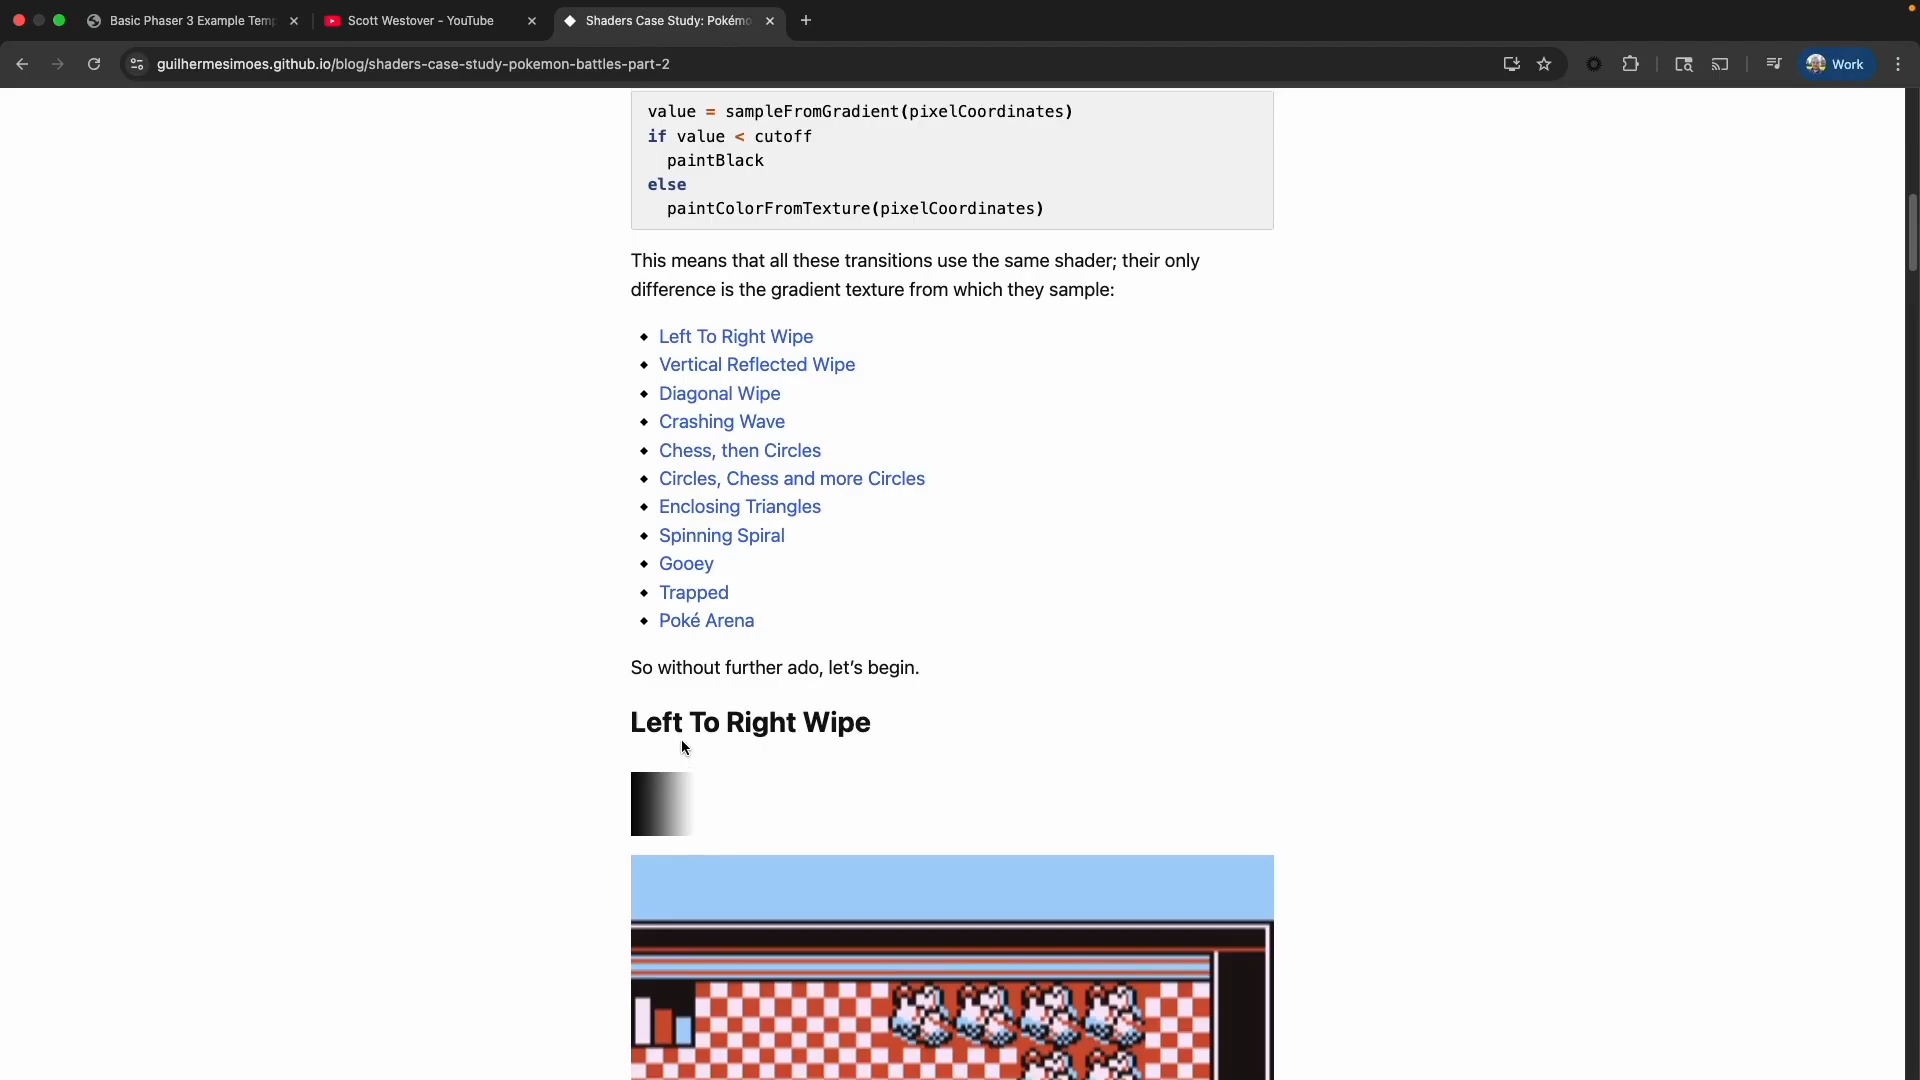 Basic Phaser 3 Example Temp
Scott Westover - YouTube
Shaders Case Study: Pokémo
guilhermesimoes.github.io/blog/shaders-case-study-pokemon-battles-part-2
Work
value = sampleFromGradient(pixelCoordinates)
if value < cutoff
paintBlack
else
paintColorFromTexture(pixelCoordinates)
This means that all these transitions use the same shader; their only
difference is the gradient texture from which they sample:
Left To Right Wipe
Vertical Reflected Wipe
Diagonal Wipe
Crashing Wave
Chess, then Circles
Circles, Chess and more Circles
Enclosing Triangles
Spinning Spiral
Gooey
Trapped
Poké Arena
So without further ado, let’s begin.
Left To Right Wipe